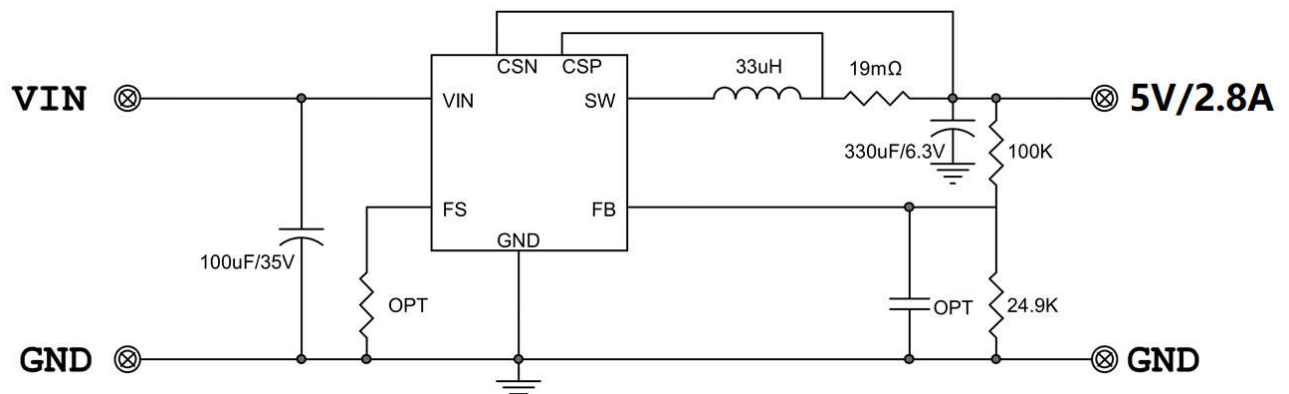 CSN CSP
33uH 19mΩ
VIN VIN SW 5V/2.8A
330uF/6.3V 100K
FS FB
GND
100uF/35V OPT OPT 24.9K
GND GND